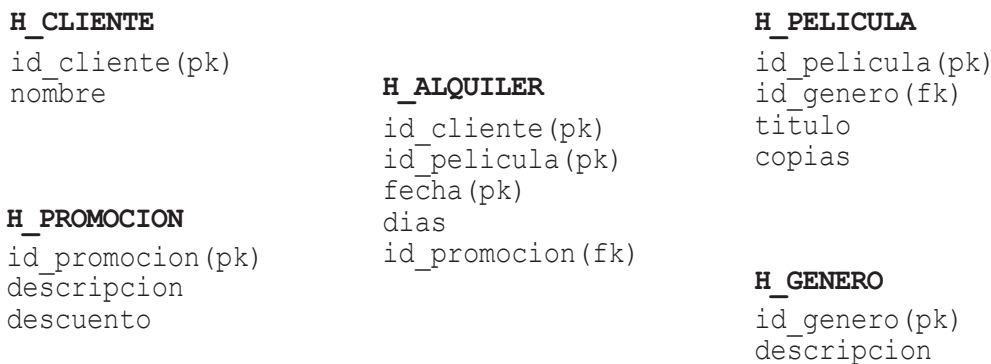 H_CLIENTE
id_cliente(pk)
nombre
H_PROMOCION
id_promocion(pk)
descripcion
descuento
H_ALQUILER
id_cliente(pk)
id_pelicula(pk)
fecha(pk)
dias
id_promocion(fk)
H_PELICULA
id_pelicula(pk)
id_genero(fk)
titulo
copias
H_GENERO
id_genero(pk)
descripcion